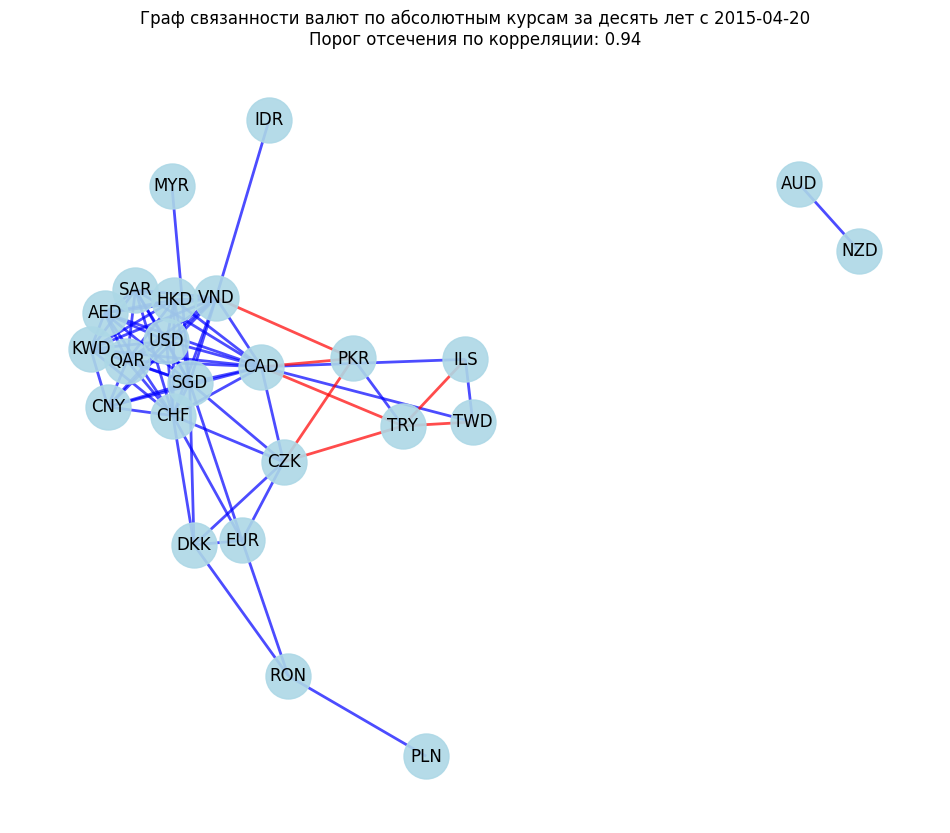 Граф связанности валют по абсолютным курсам за десять лет с 2015-04-20
Порог отсечения по корреляции: 0.94
IDR
MYR
AUD
NZD
SAR
HKD
VND
AED
USD
KWD
QAR
CAD
PKR
ILS
SGD
CNY
CHF
TRY
TWD
CZK
DKK
EUR
RON
PLN